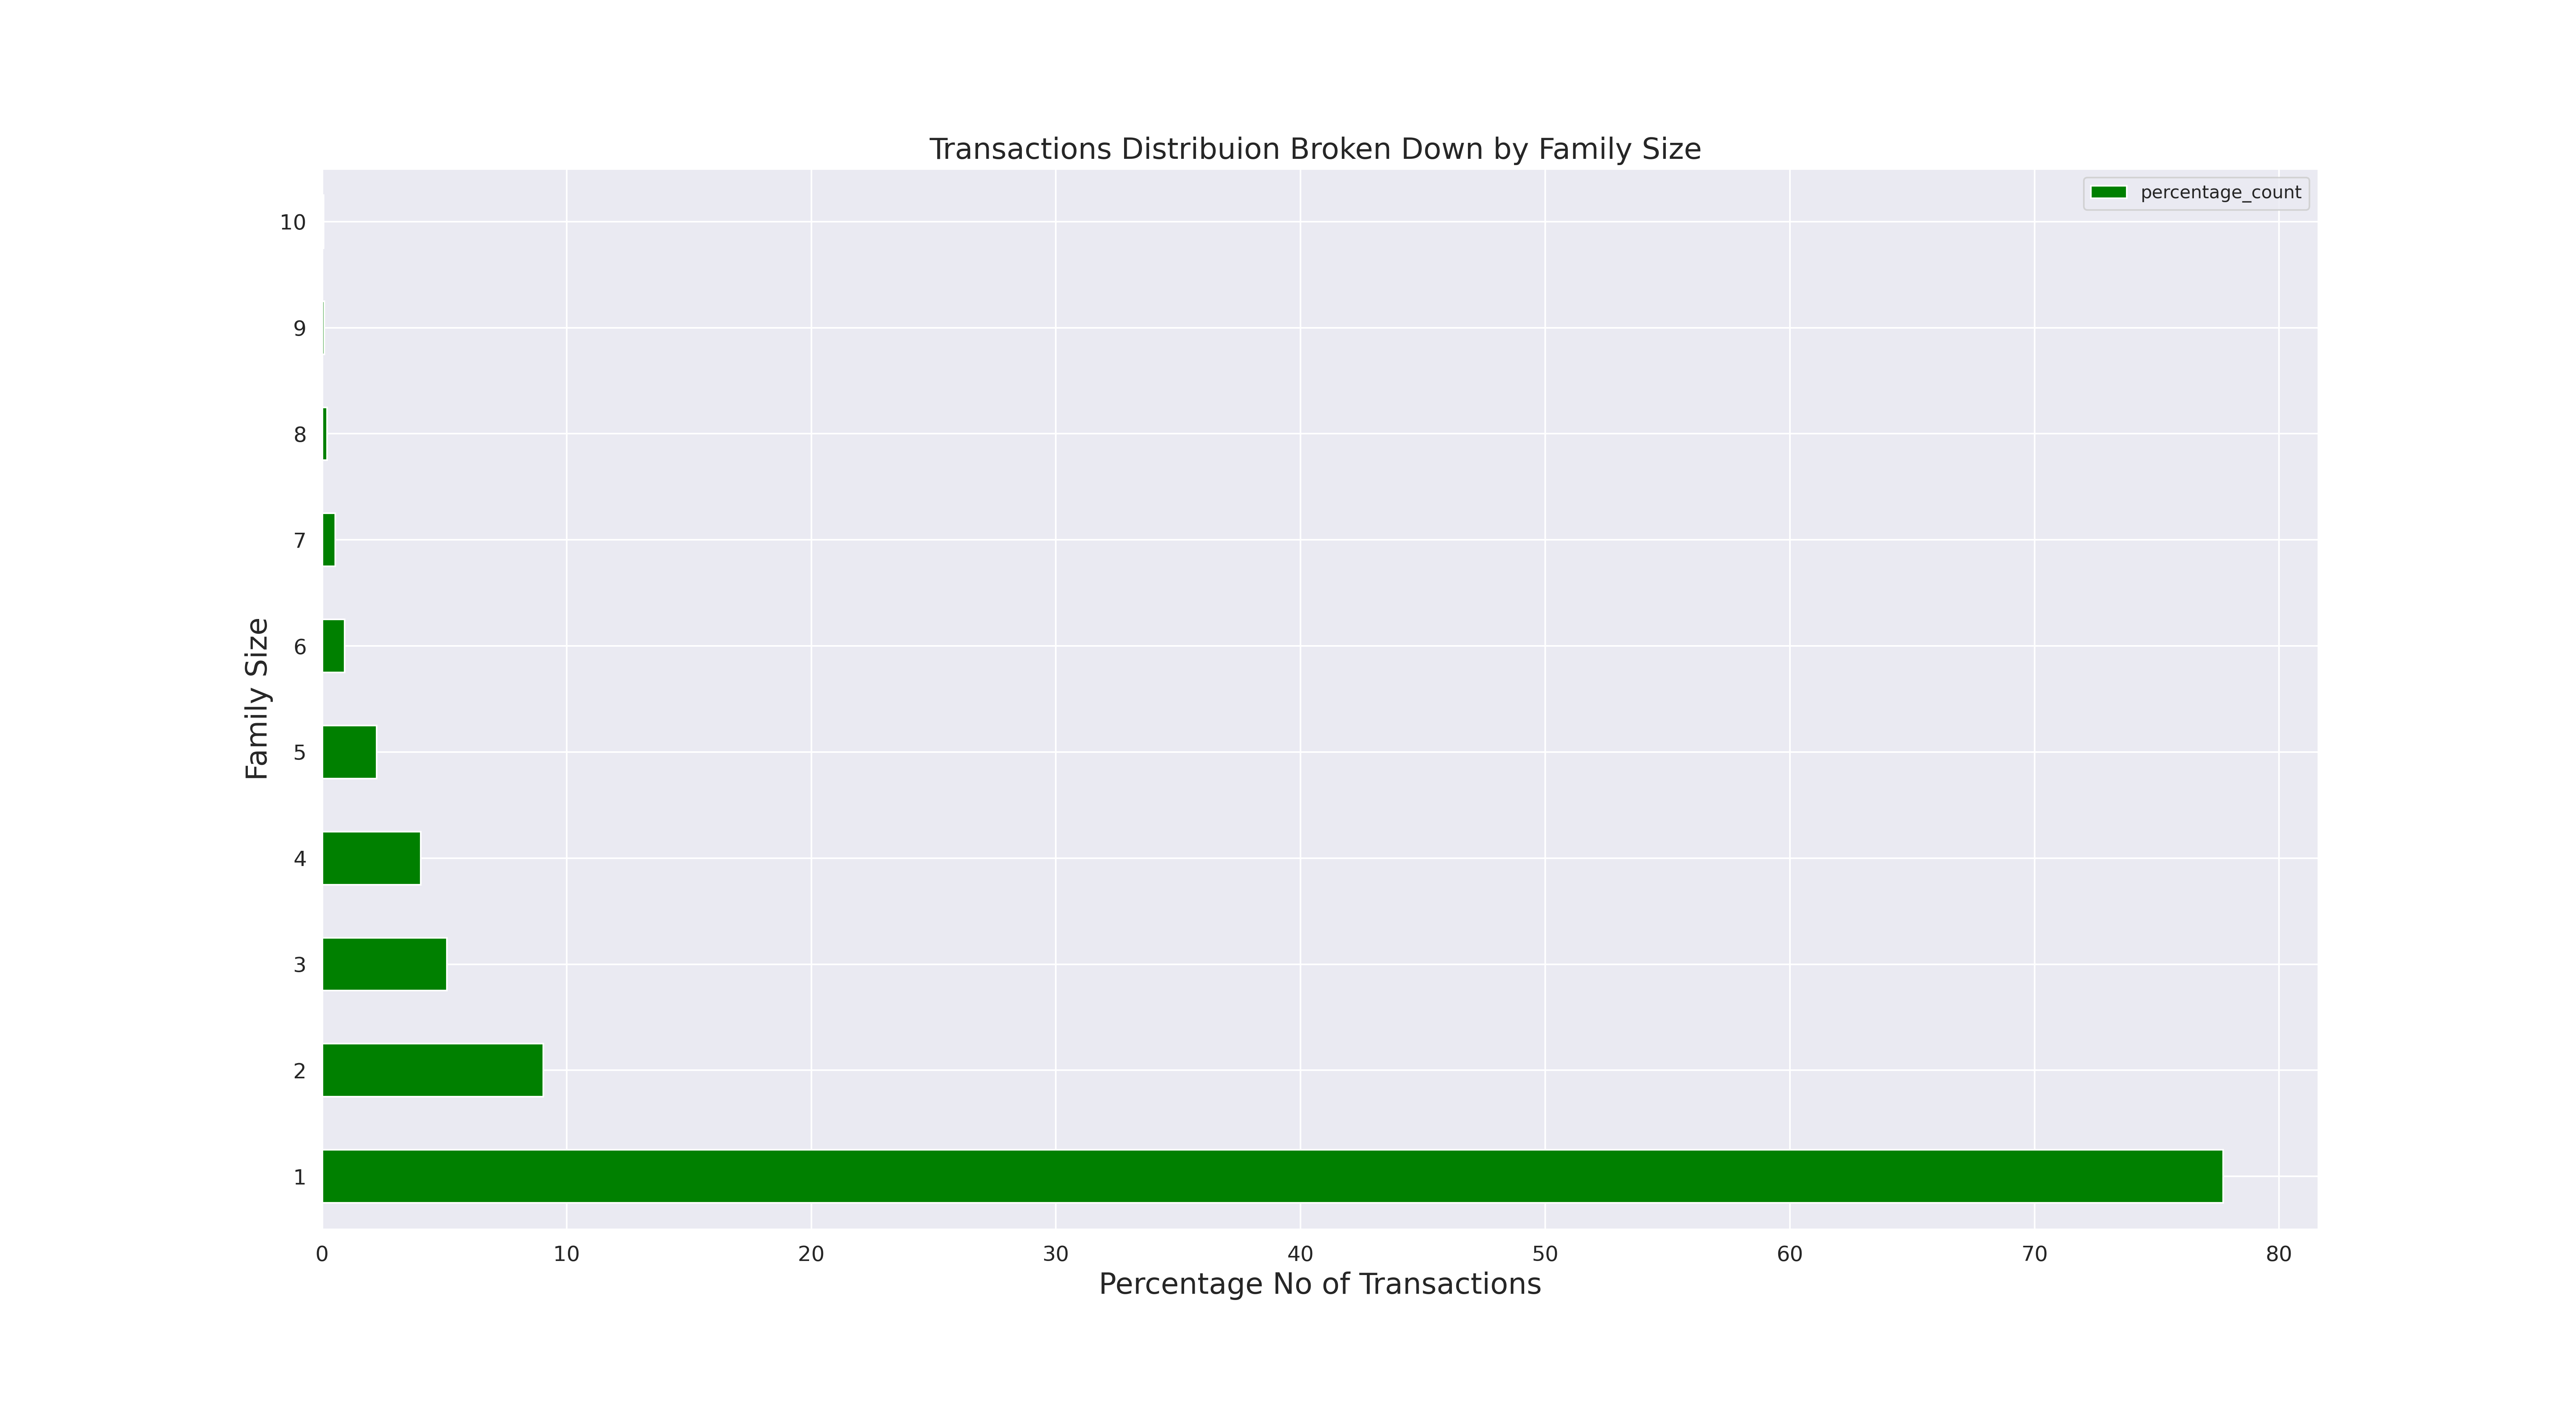 Transactions Distribuion Broken Down by Family Size
percentage_count
10
9
8
7
6
5
4
3
2
1
Family Size
0 10 20 30 40 50 60 70 80
Percentage No of Transactions